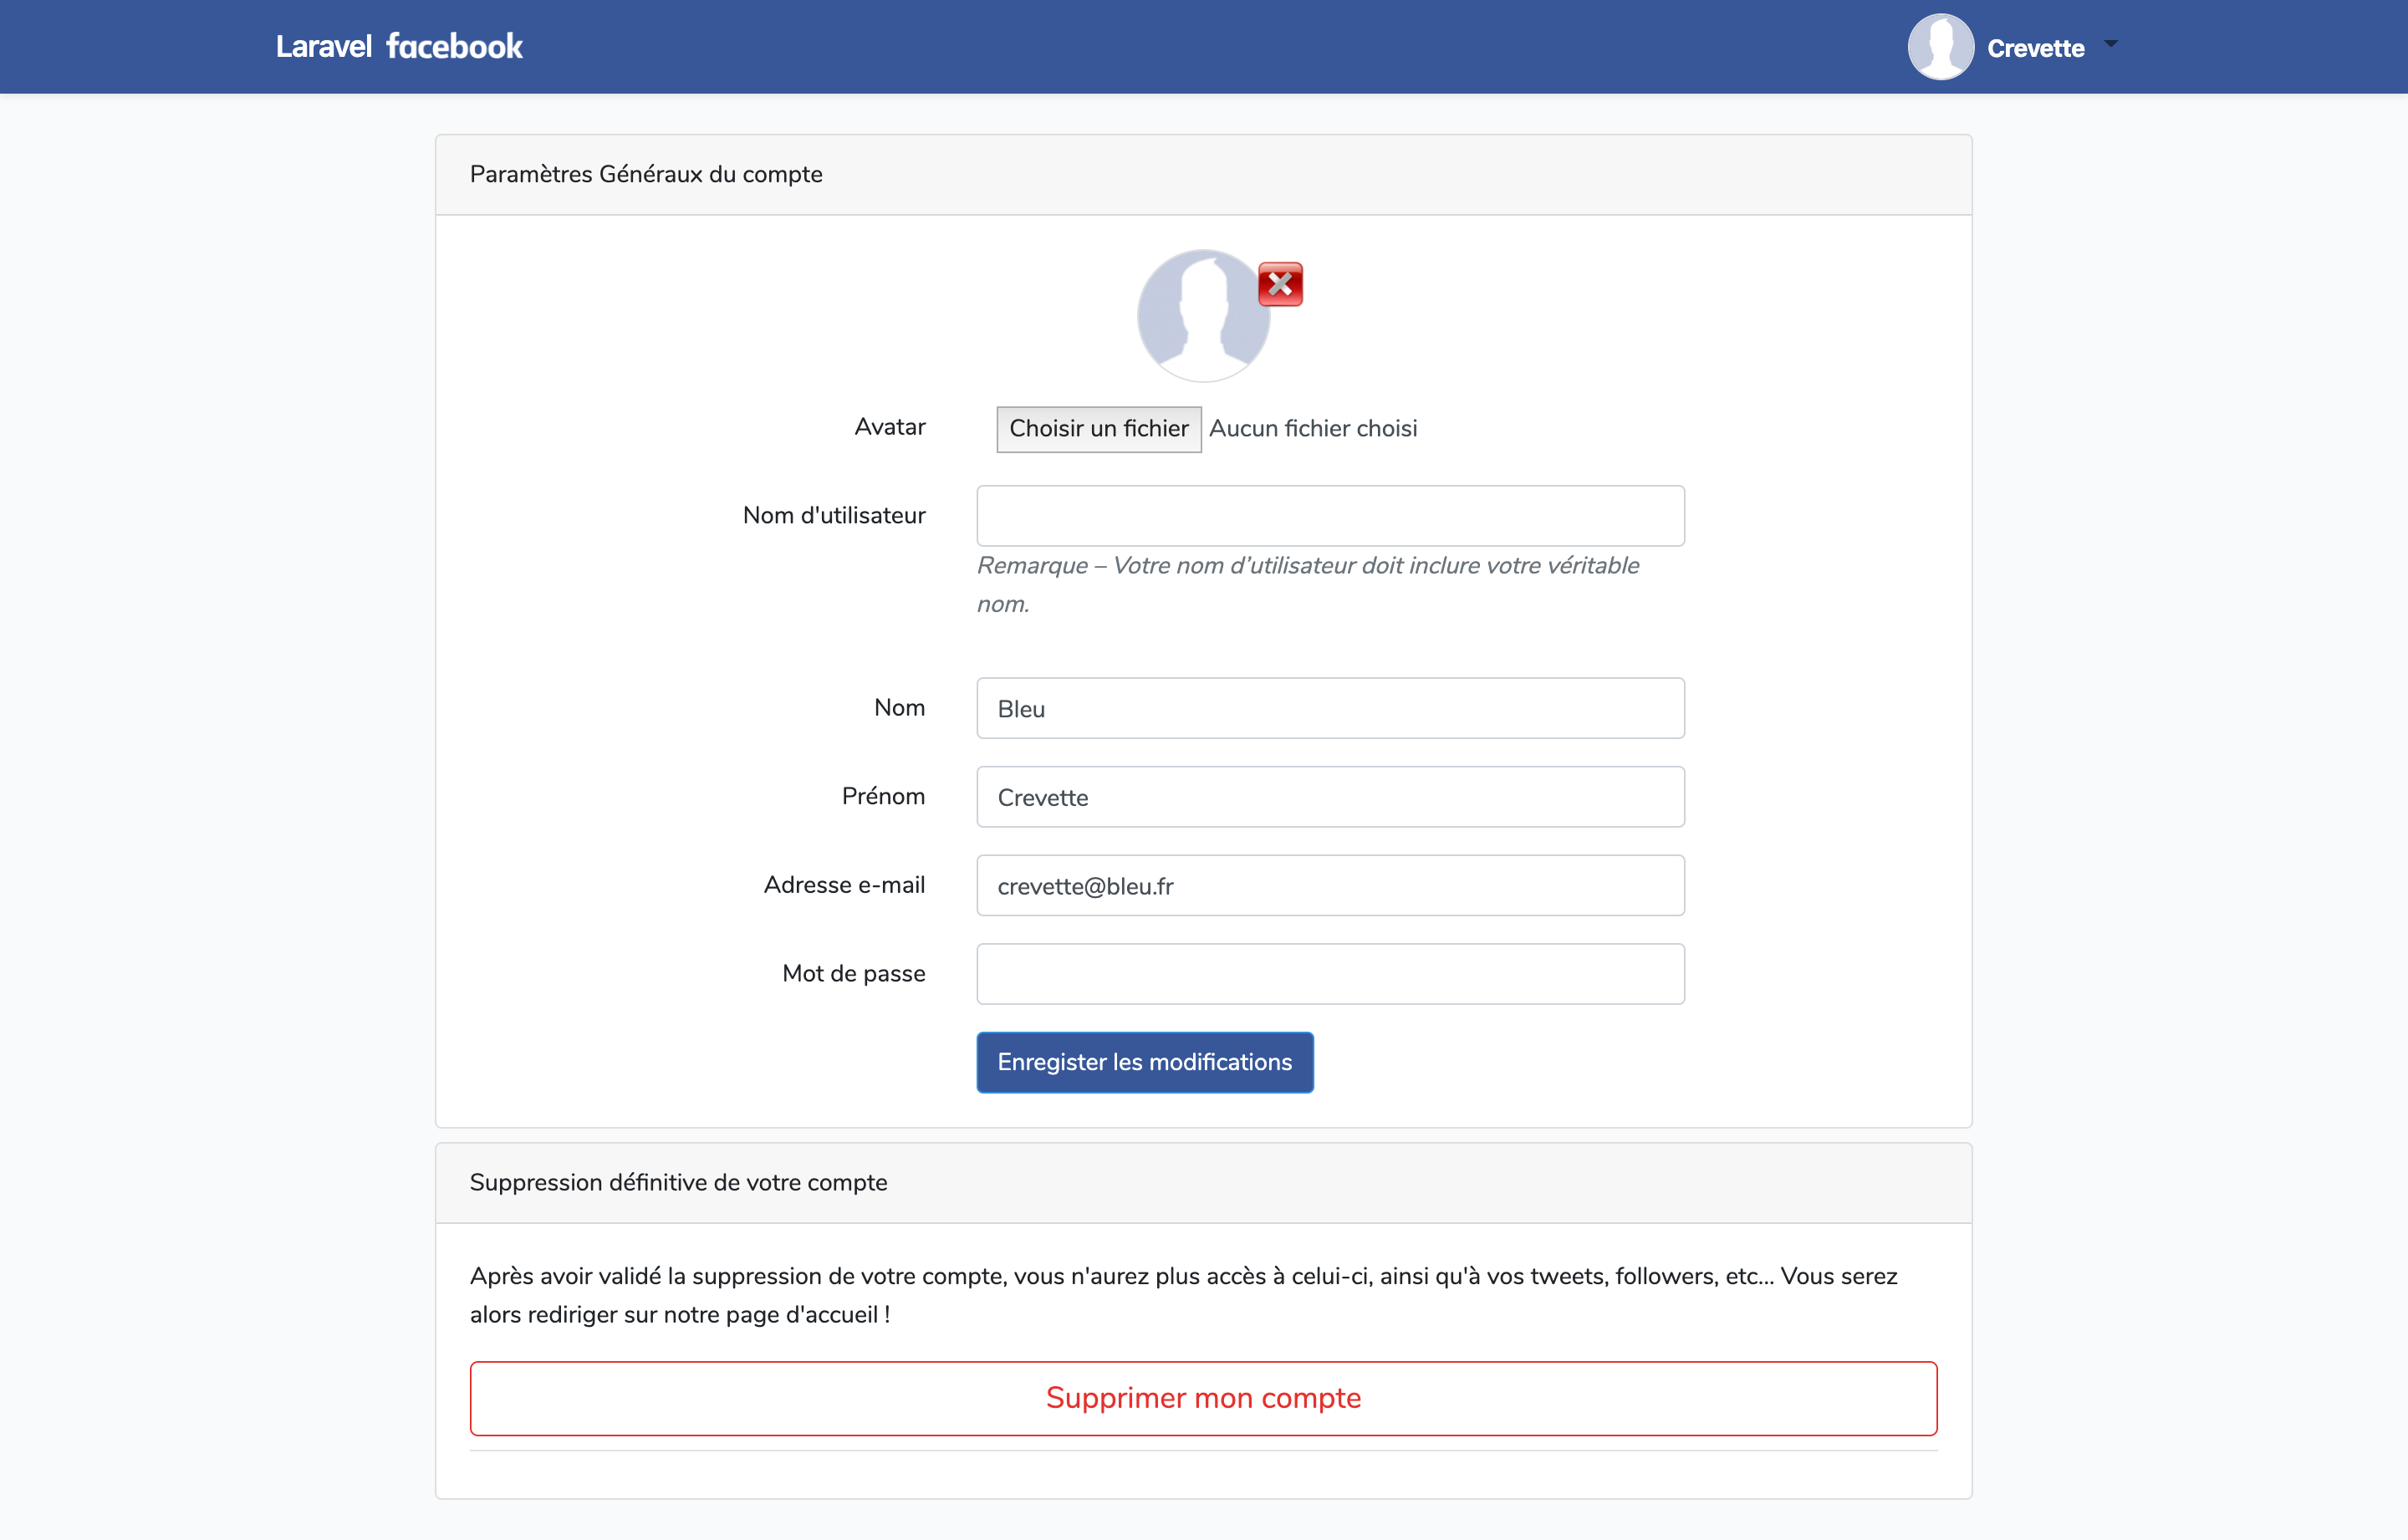 Laravel facebook
Crevette
Paramètres Généraux du compte
Avatar
Choisir un fichier Aucun fichier choisi
Nom d'utilisateur
Remarque – Votre nom d’utilisateur doit inclure votre véritable
nom.
Nom
Bleu
Prénom
Crevette
Adresse e-mail
crevette@bleu.fr
Mot de passe
Enregister les modifications
Suppression définitive de votre compte
Après avoir validé la suppression de votre compte, vous n'aurez plus accès à celui-ci, ainsi qu'à vos tweets, followers, etc... Vous serez
alors rediriger sur notre page d'accueil !
Supprimer mon compte